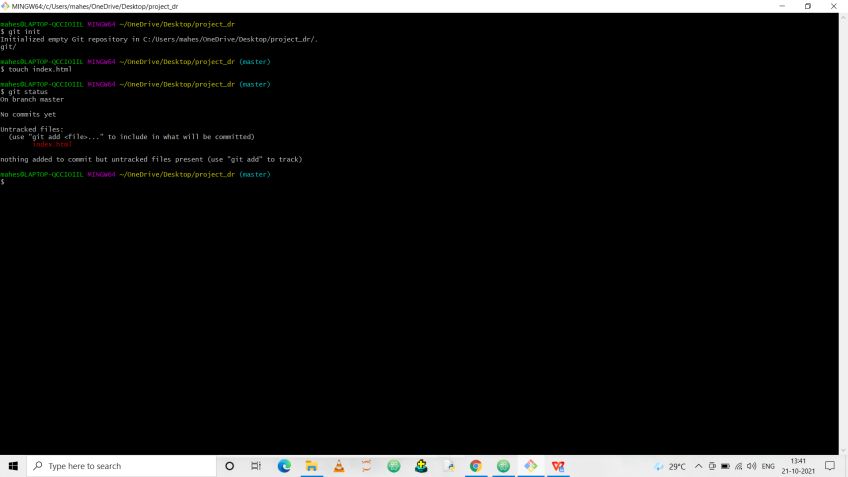 MINGW64:/c/Users/mahes/OneDrive/Desktop/project_dr
mahes@LAPTOP-QCCIOIIL MINGW64 ~/OneDrive/Desktop/project_dr
$ git init
Initialized empty Git repository in C:/Users/mahes/OneDrive/Desktop/project_dr/.
git/
mahes@LAPTOP-QCCIOIIL MINGW64 ~/OneDrive/Desktop/project_dr (master)
$ touch index.html
mahes@LAPTOP-QCCIOIIL MINGW64 ~/OneDrive/Desktop/project_dr (master)
$ git status
On branch master
No commits yet
Untracked files:
(use "git add <file>..." to include in what will be committed)
index.html
nothing added to commit but untracked files present (use "git add" to track)
mahes@LAPTOP-QCCIOIIL MINGW64 ~/OneDrive/Desktop/project_dr (master)
$
Type here to search
29°C
ENG
13:41
21-10-2021